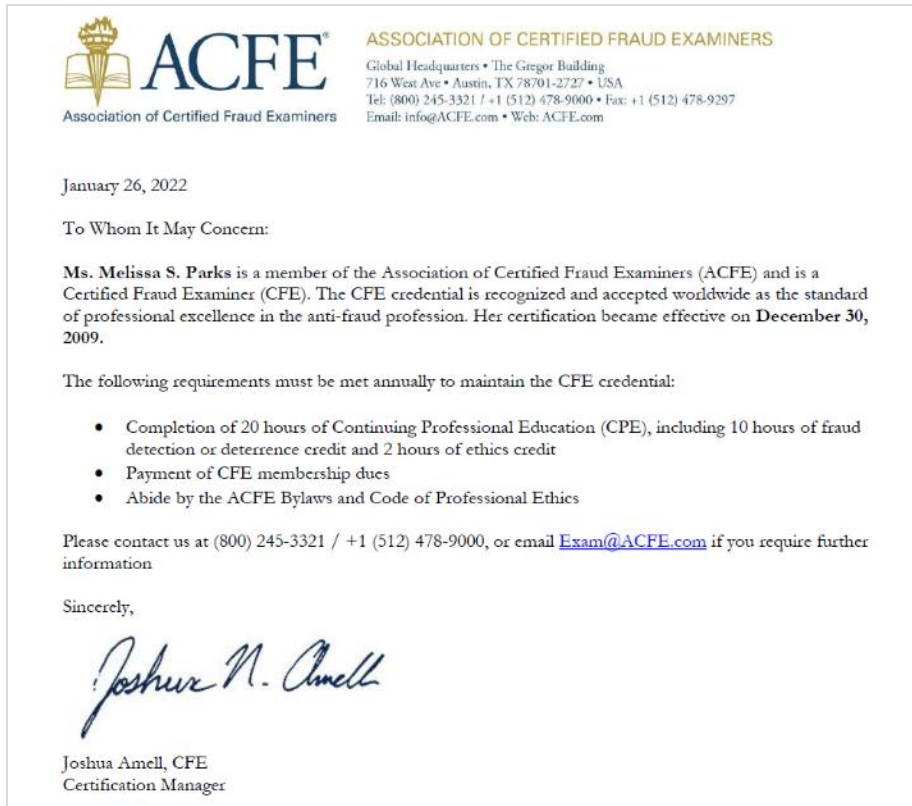 ACFE®
Association of Certified Fraud Examiners
ASSOCIATION OF CERTIFIED FRAUD EXAMINERS
Global Headquarters • The Gregor Building
716 West Ave • Austin, TX 78701-2727 • USA
Tel: (800) 245-3321 / +1 (512) 478-9000 • Fax: +1 (512) 478-9297
Email: info@ACFE.com • Web: ACFE.com
January 26, 2022
To Whom It May Concern:
Ms. Melissa S. Parks is a member of the Association of Certified Fraud Examiners (ACFE) and is a
Certified Fraud Examiner (CFE). The CFE credential is recognized and accepted worldwide as the standard
of professional excellence in the anti-fraud profession. Her certification became effective on December 30,
2009.
The following requirements must be met annually to maintain the CFE credential:
• Completion of 20 hours of Continuing Professional Education (CPE), including 10 hours of fraud
detection or deterrence credit and 2 hours of ethics credit
• Payment of CFE membership dues
• Abide by the ACFE Bylaws and Code of Professional Ethics
Please contact us at (800) 245-3321 / +1 (512) 478-9000, or email Exam@ACFE.com if you require further
information
Sincerely,
Joshua N. Amell
Joshua Amell, CFE
Certification Manager